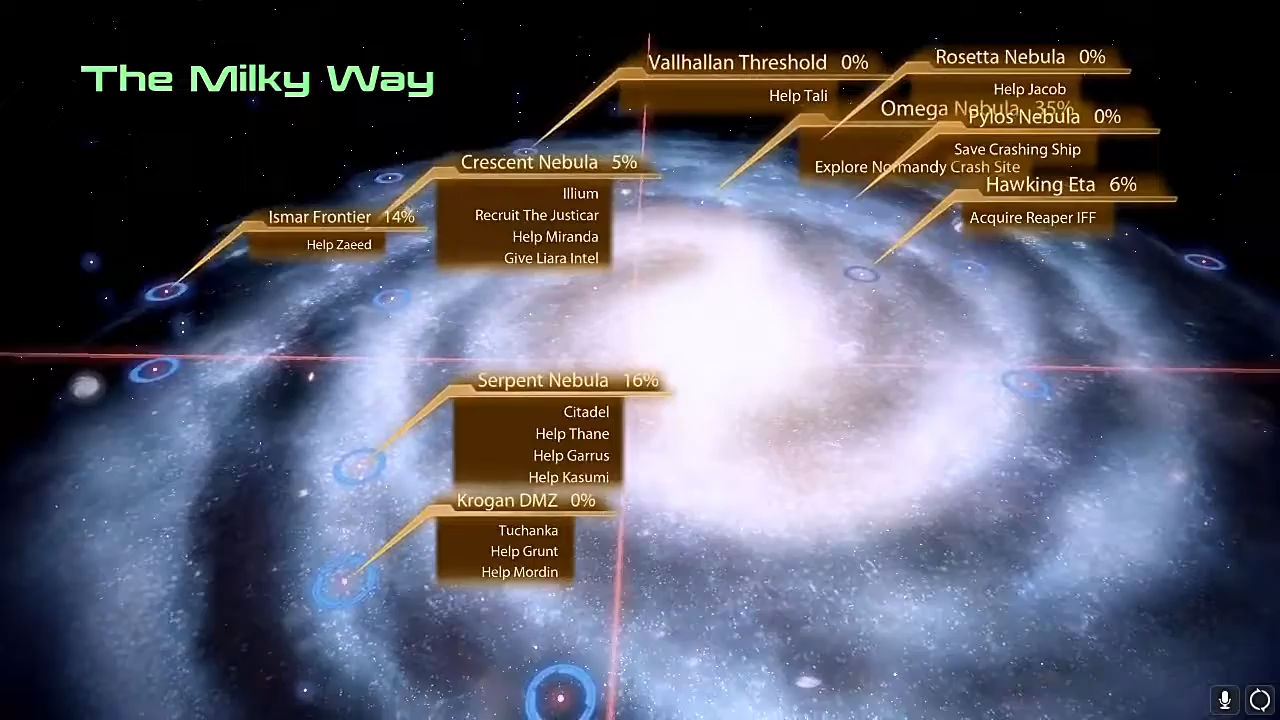 The Milky Way
Vallhallan Threshold 0%
Help Tali
Rosetta Nebula 0%
Help Jacob
Omega Nebula 35%
Explore Normandy Crash Site
Pylos Nebula 0%
Save Crashing Ship
Hawking Eta 6%
Acquire Reaper IFF
Crescent Nebula 5%
Illium
Recruit The Justicar
Help Miranda
Give Liara Intel
Ismar Frontier 14%
Help Zaeed
Serpent Nebula 16%
Citadel
Help Thane
Help Garrus
Help Kasumi
Krogan DMZ 0%
Tuchanka
Help Grunt
Help Mordin